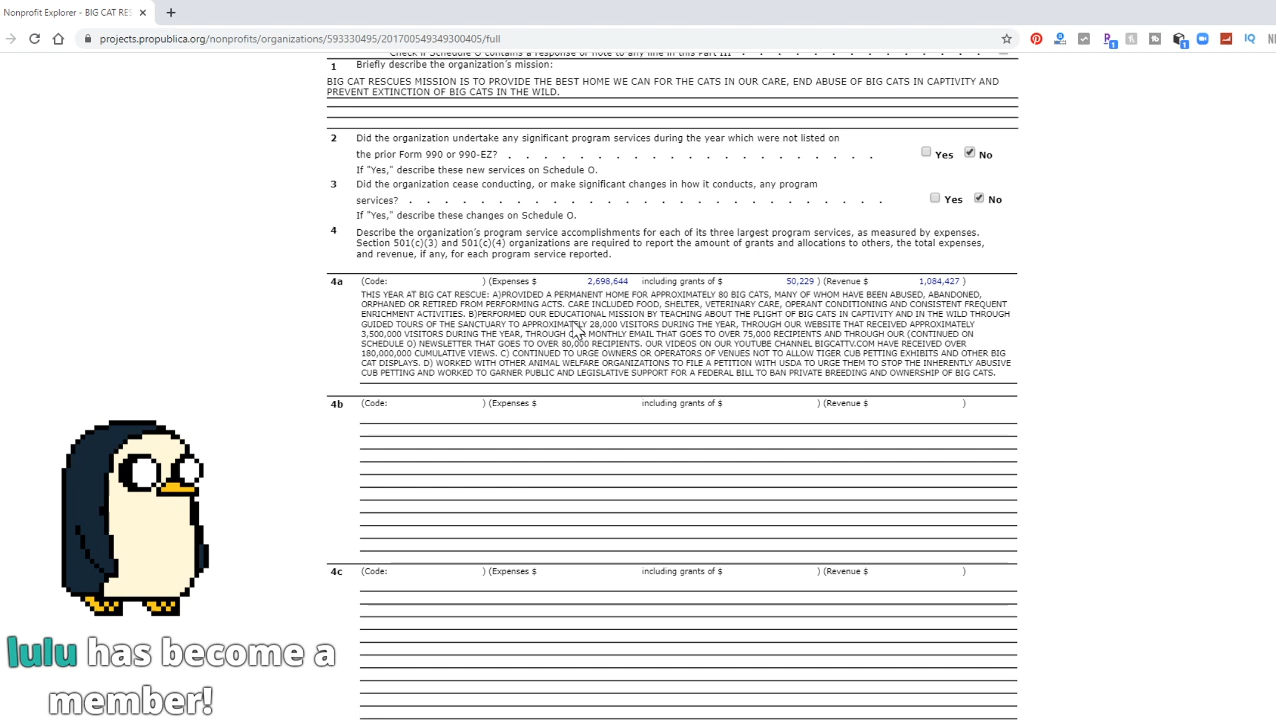 Nonprofit Explorer - BIG CAT RES
projects.propublica.org/nonprofits/organizations/593330495/201700549349300405/full
Check if Schedule O contains a response or note to any line in this Part III
1 Briefly describe the organization's mission:
BIG CAT RESCUES MISSION IS TO PROVIDE THE BEST HOME WE CAN FOR THE CATS IN OUR CARE, END ABUSE OF BIG CATS IN CAPTIVITY AND
PREVENT EXTINCTION OF BIG CATS IN THE WILD.
2 Did the organization undertake any significant program services during the year which were not listed on
the prior Form 990 or 990-EZ? . . . . . . . . . . . . . . . . . . . . Yes No
If "Yes," describe these new services on Schedule O.
3 Did the organization cease conducting, or make significant changes in how it conducts, any program
services? . . . . . . . . . . . . . . . . . . . . . . . . . Yes No
If "Yes," describe these changes on Schedule O.
4 Describe the organization's program service accomplishments for each of its three largest program services, as measured by expenses.
Section 501(c)(3) and 501(c)(4) organizations are required to report the amount of grants and allocations to others, the total expenses,
and revenue, if any, for each program service reported.
4a (Code: ) (Expenses $ 2,698,644 including grants of $ 50,229 ) (Revenue $ 1,084,427 )
THIS YEAR AT BIG CAT RESCUE: A)PROVIDED A PERMANENT HOME FOR APPROXIMATELY 80 BIG CATS, MANY OF WHOM HAVE BEEN ABUSED, ABANDONED,
ORPHANED OR RETIRED FROM PERFORMING ACTS. CARE INCLUDED FOOD, SHELTER, VETERINARY CARE, OPERANT CONDITIONING AND CONSISTENT FREQUENT
ENRICHMENT ACTIVITIES. B)PERFORMED OUR EDUCATIONAL MISSION BY TEACHING ABOUT THE PLIGHT OF BIG CATS IN CAPTIVITY AND IN THE WILD THROUGH
GUIDED TOURS OF THE SANCTUARY TO APPROXIMATELY 28,000 VISITORS DURING THE YEAR, THROUGH OUR WEBSITE THAT RECEIVED APPROXIMATELY
3,500,000 VISITORS DURING THE YEAR, THROUGH OUR MONTHLY EMAIL THAT GOES TO OVER 75,000 RECIPIENTS AND THROUGH OUR (CONTINUED ON
SCHEDULE O) NEWSLETTER THAT GOES TO OVER 80,000 RECIPIENTS. OUR VIDEOS ON OUR YOUTUBE CHANNEL BIGCATTV.COM HAVE RECEIVED OVER
180,000,000 CUMULATIVE VIEWS. C) CONTINUED TO URGE OWNERS OR OPERATORS OF VENUES NOT TO ALLOW TIGER CUB PETTING EXHIBITS AND OTHER BIG
CAT DISPLAYS. D) WORKED WITH OTHER ANIMAL WELFARE ORGANIZATIONS TO FILE A PETITION WITH USDA TO URGE THEM TO STOP THE INHERENTLY ABUSIVE
CUB PETTING AND WORKED TO GARNER PUBLIC AND LEGISLATIVE SUPPORT FOR A FEDERAL BILL TO BAN PRIVATE BREEDING AND OWNERSHIP OF BIG CATS.
4b (Code: ) (Expenses $ including grants of $ ) (Revenue $ )
4c (Code: ) (Expenses $ including grants of $ ) (Revenue $ )
lulu has become a
member!